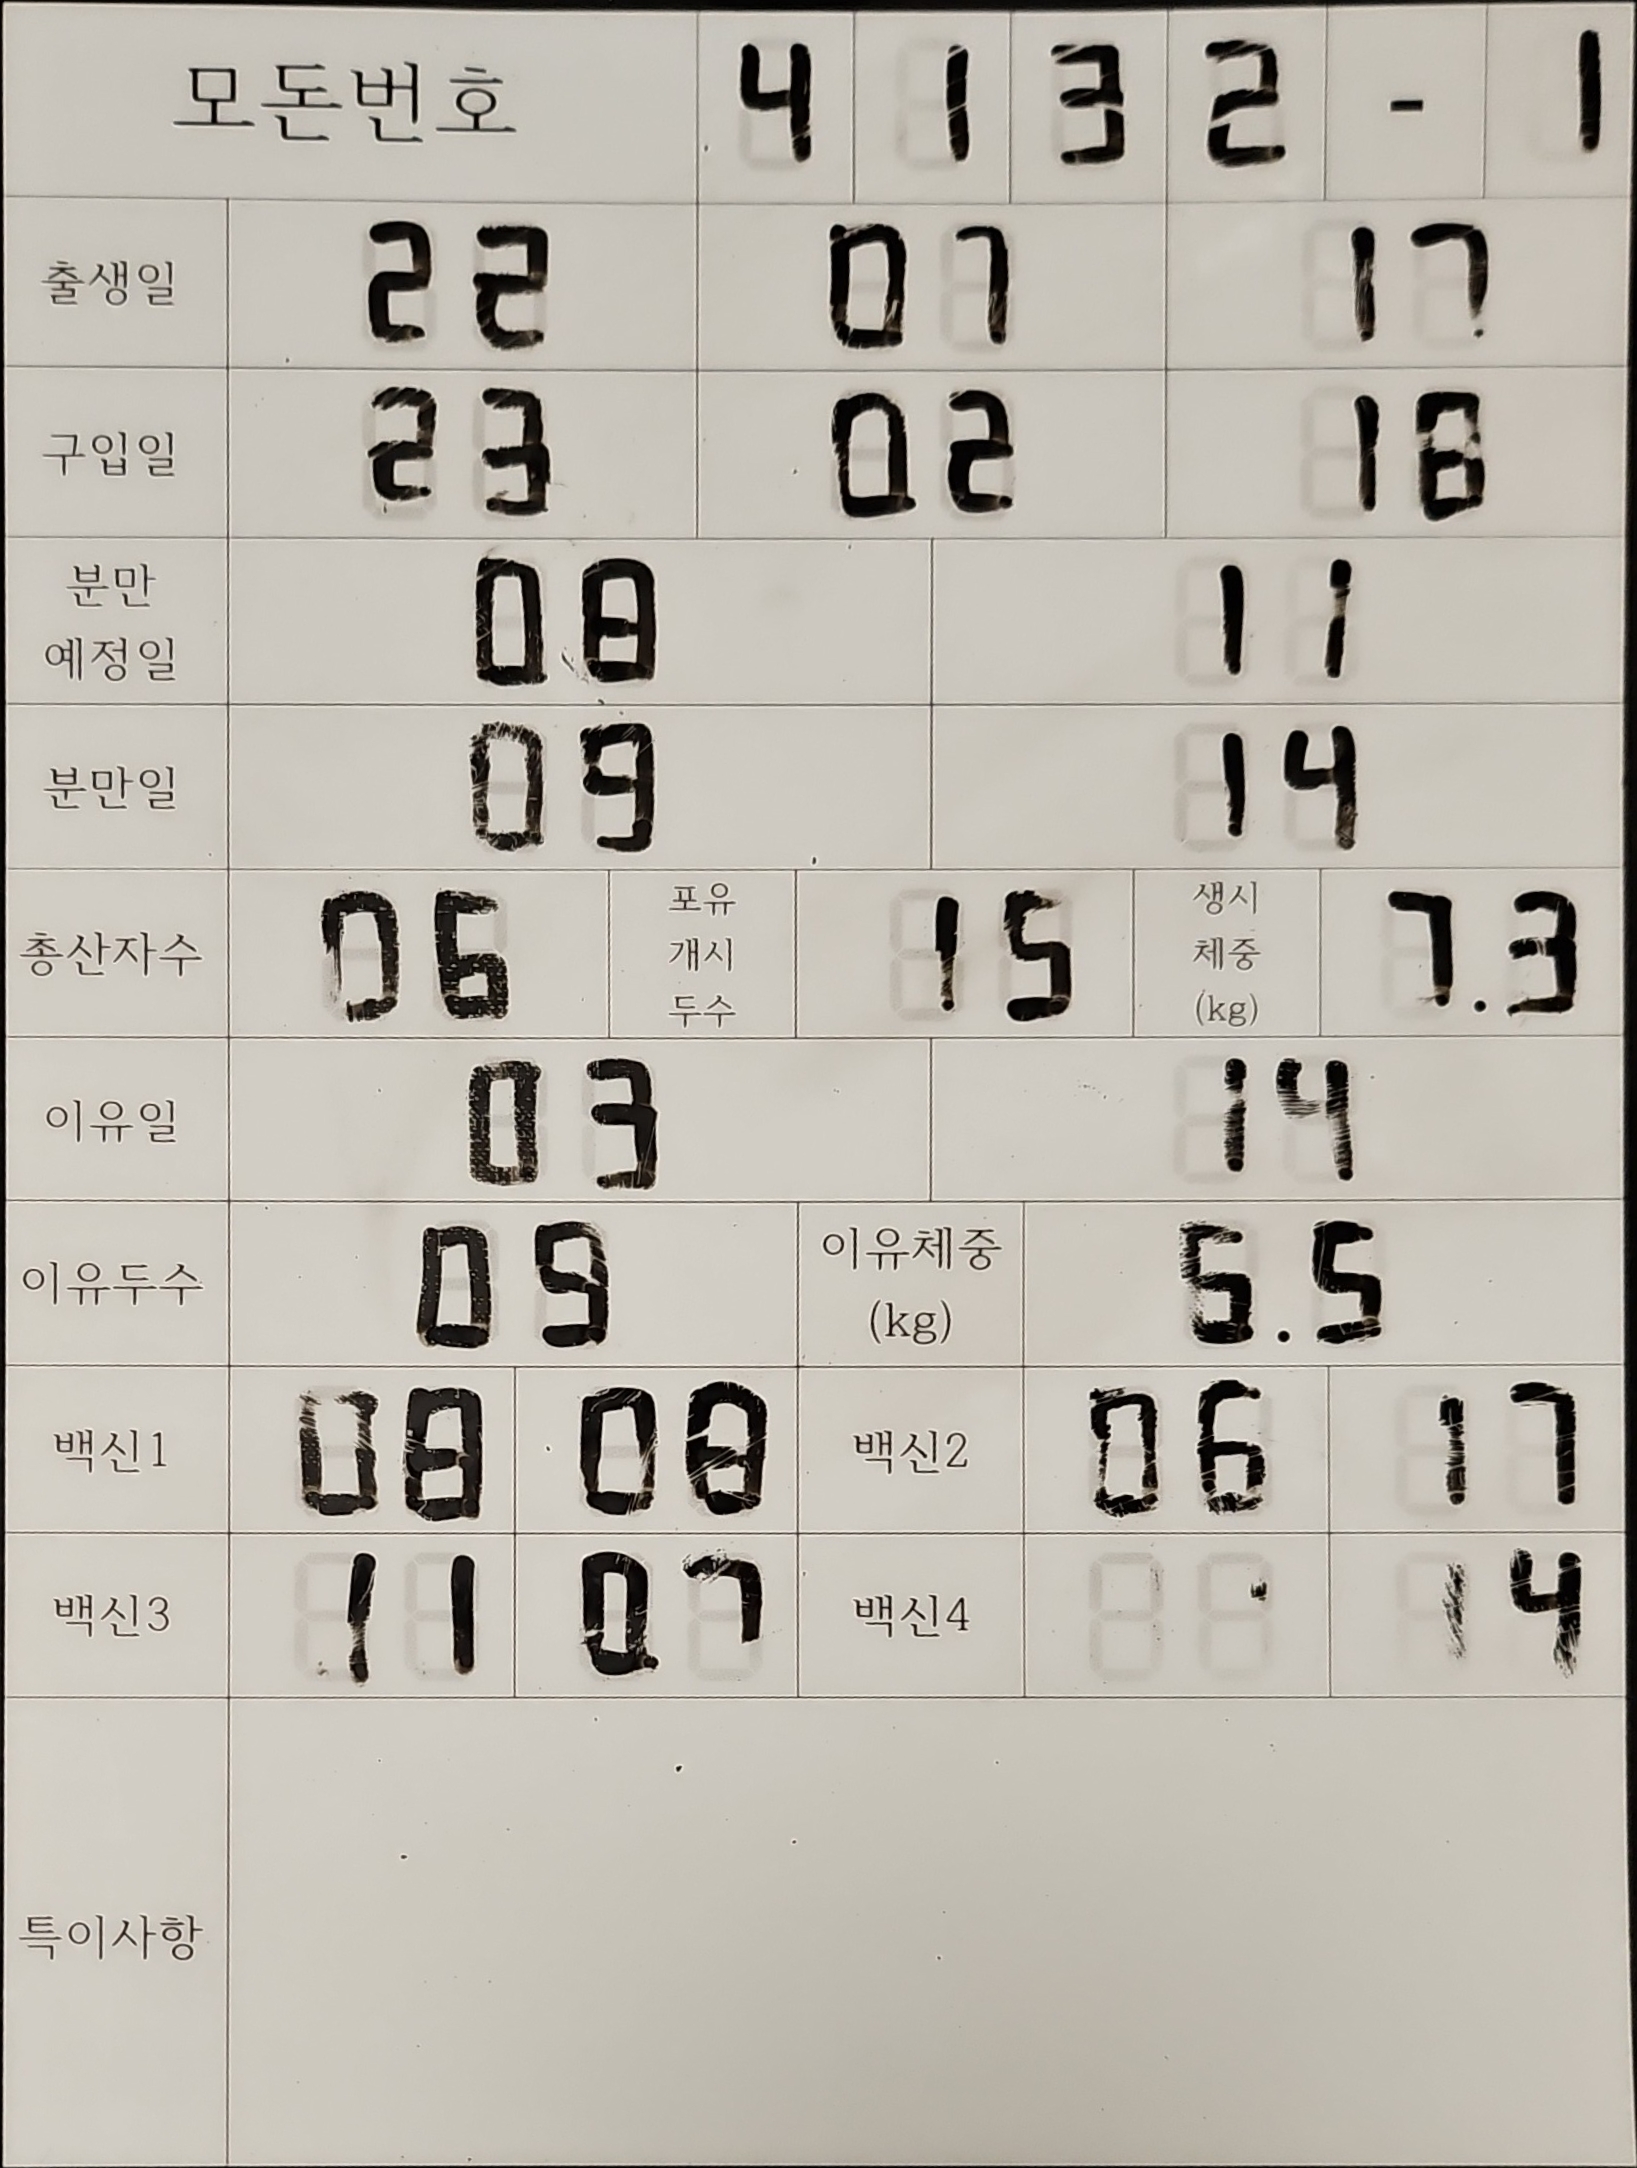 모돈번호 4 1 3 2 - 1
출생일 22 07 17
구입일 23 02 18
분만 예정일 08 11
분만일 09 14
총산자수 06 포유 개시 두수 15 생시 체중 (kg) 7.3
이유일 03 14
이유두수 09 이유체중 (kg) 6.5
백신1 08 08 백신2 06 17
백신3 11 07 백신4 14
특이사항